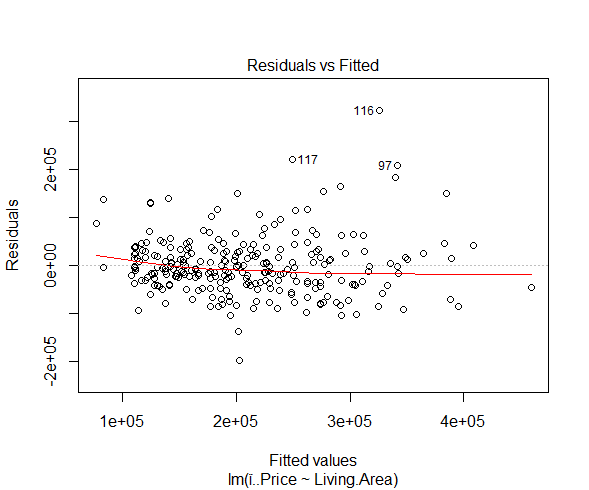 Residuals vs Fitted
116
117
97
Residuals
2e+05
0e+00
-2e+05
1e+05 2e+05 3e+05 4e+05
Fitted values
lm(ï..Price ~ Living.Area)